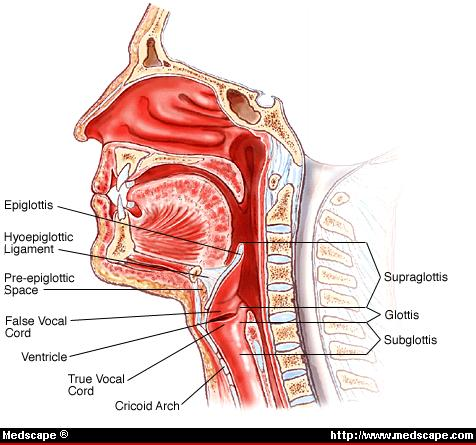 Epiglottis
Hyoepiglottic
Ligament
Pre-epiglottic
Space
False Vocal
Cord
Ventricle
True Vocal
Cord
Cricoid Arch
Supraglottis
Glottis
Subglottis
Medscape ®
http://www.medscape.com